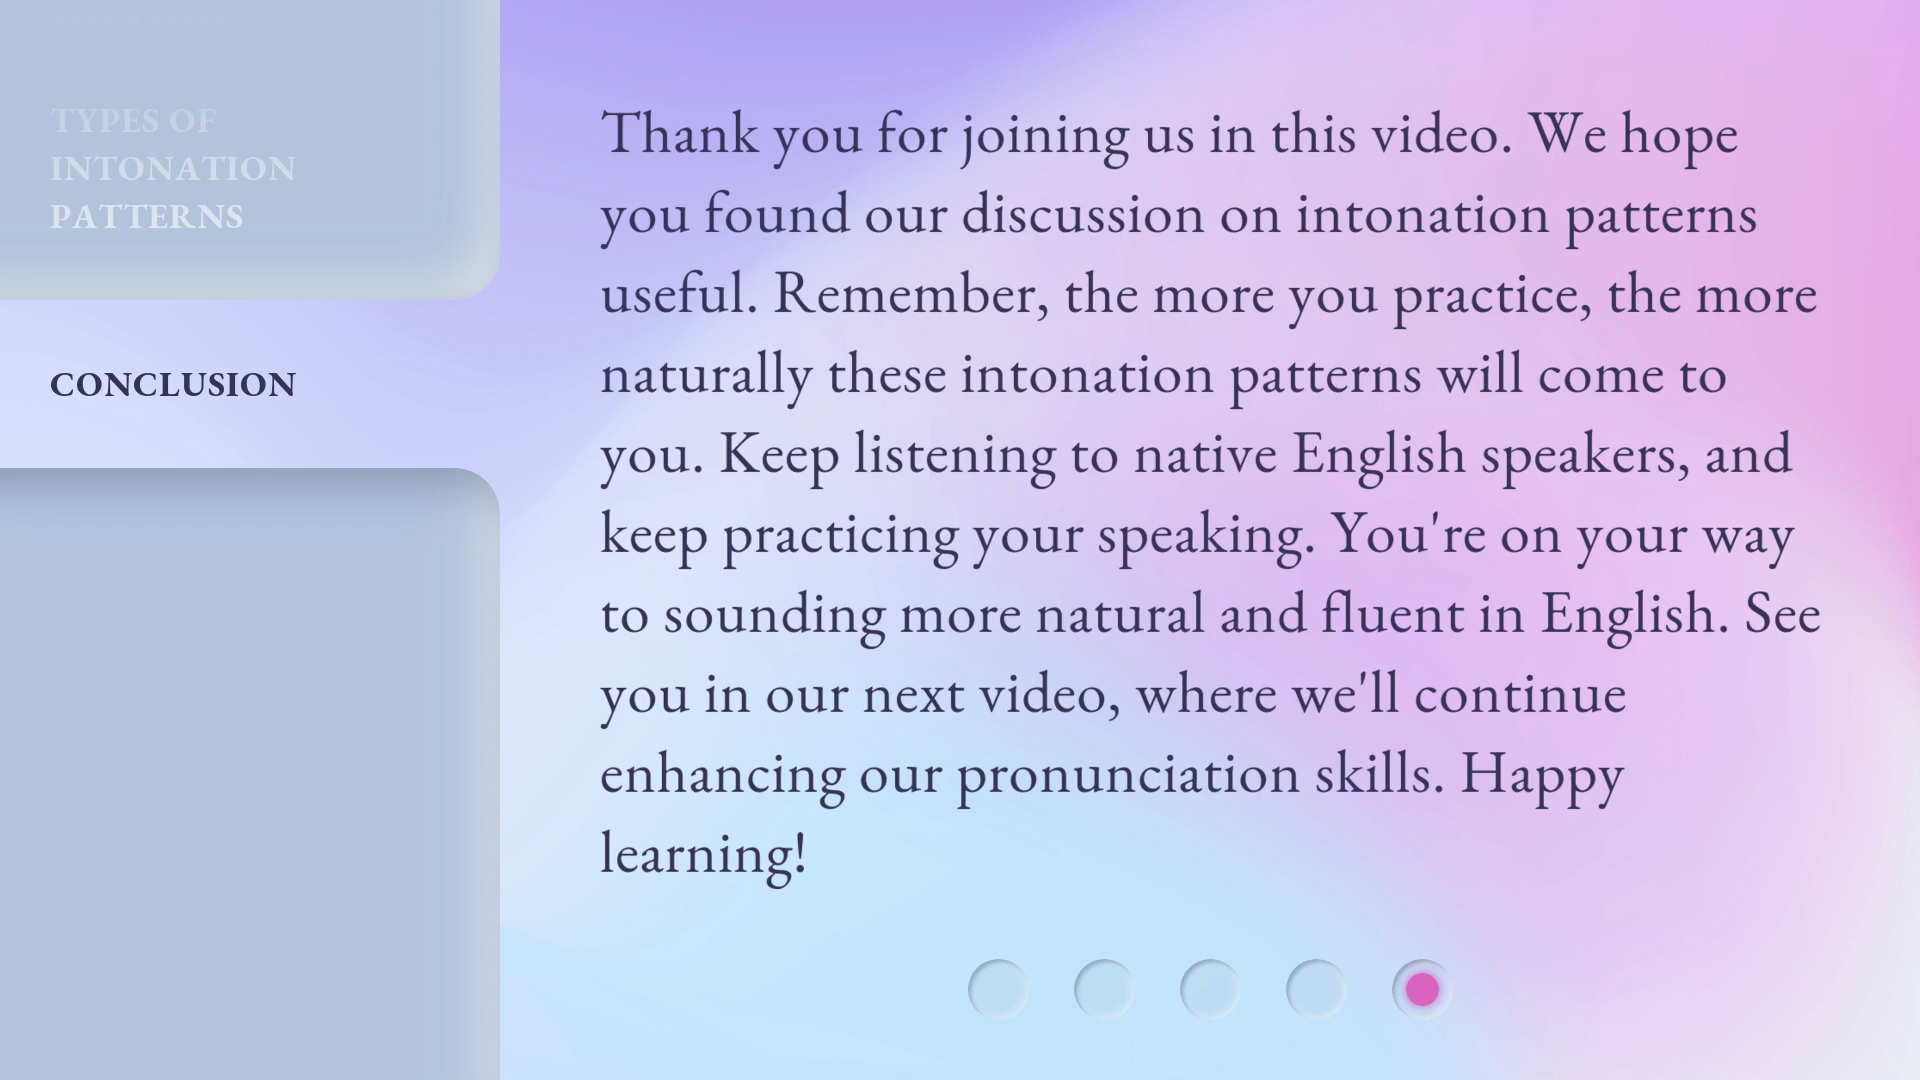 TYPES OF
INTONATION
PATTERNS
CONCLUSION
Thank you for joining us in this video. We hope
you found our discussion on intonation patterns
useful. Remember, the more you practice, the more
naturally these intonation patterns will come to
you. Keep listening to native English speakers, and
keep practicing your speaking. You're on your way
to sounding more natural and fluent in English. See
you in our next video, where we'll continue
enhancing our pronunciation skills. Happy
learning!